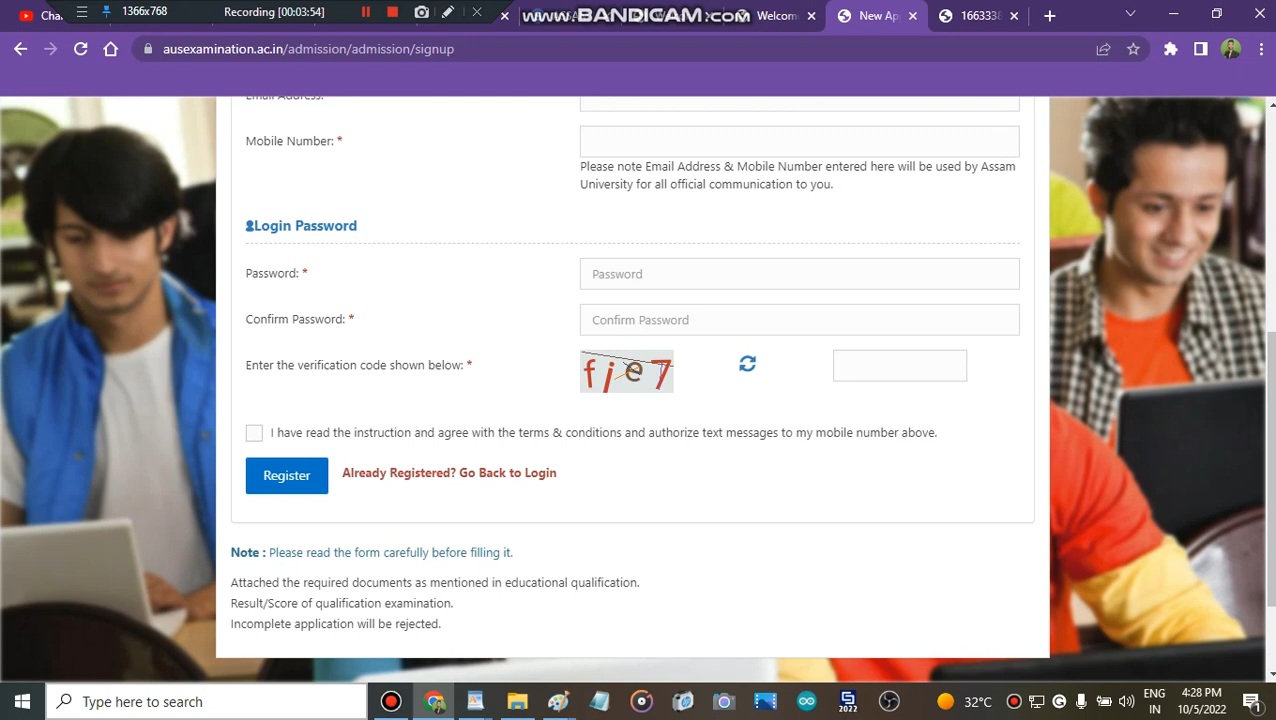 1366x768
Recording [00:03:54]
www.BANDICAM.com
Cha
Welcom
New Ap
166333
ausexamination.ac.in/admission/admission/signup
Email Address:
Mobile Number: *
Please note Email Address & Mobile Number entered here will be used by Assam
University for all official communication to you.
Login Password
Password: *
Password
Confirm Password: *
Confirm Password
Enter the verification code shown below: *
I have read the instruction and agree with the terms & conditions and authorize text messages to my mobile number above.
Register
Already Registered? Go Back to Login
Note : Please read the form carefully before filling it.
Attached the required documents as mentioned in educational qualification.
Result/Score of qualification examination.
Incomplete application will be rejected.
Type here to search
2022
32°C
ENG
IN
4:28 PM
10/5/2022